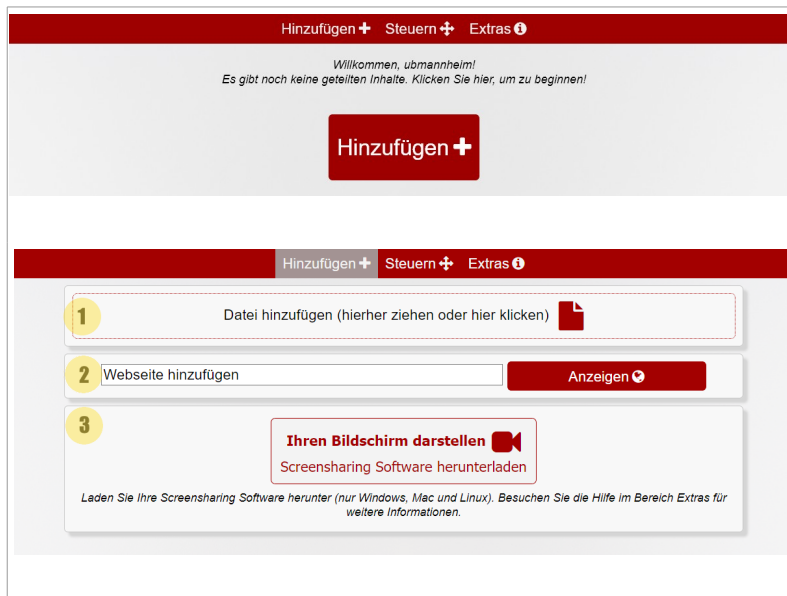 Hinzufügen Steuern Extras
Willkommen, ubmannheim!
Es gibt noch keine geteilten Inhalte. Klicken Sie hier, um zu beginnen!
Hinzufügen
Hinzufügen Steuern Extras
1 Datei hinzufügen (hierher ziehen oder hier klicken)
2 Webseite hinzufügen Anzeigen
3
Ihren Bildschirm darstellen
Screensharing Software herunterladen
Laden Sie Ihre Screensharing Software herunter (nur Windows, Mac und Linux). Besuchen Sie die Hilfe im Bereich Extras für
weitere Informationen.